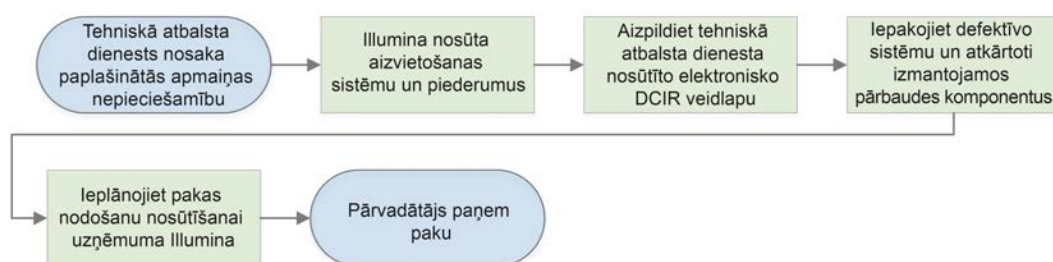 Tehniskā atbalsta
dienests nosaka
paplašinātās apmaiņas
nepieciešamību
Illumina nosūta
aizvietošanas
sistēmu un piederumus
Aizpildiet tehniskā
atbalsta dienesta
nosūtīto elektronisko
DCIR veidlapu
Iepakojiet defektīvo
sistēmu un atkārtoti
izmantojamos
pārbaudes komponentus
Ieplānojiet pakas
nodošanu nosūtīšanai
uzņēmuma Illumina
Pārvadātājs paņem
paku